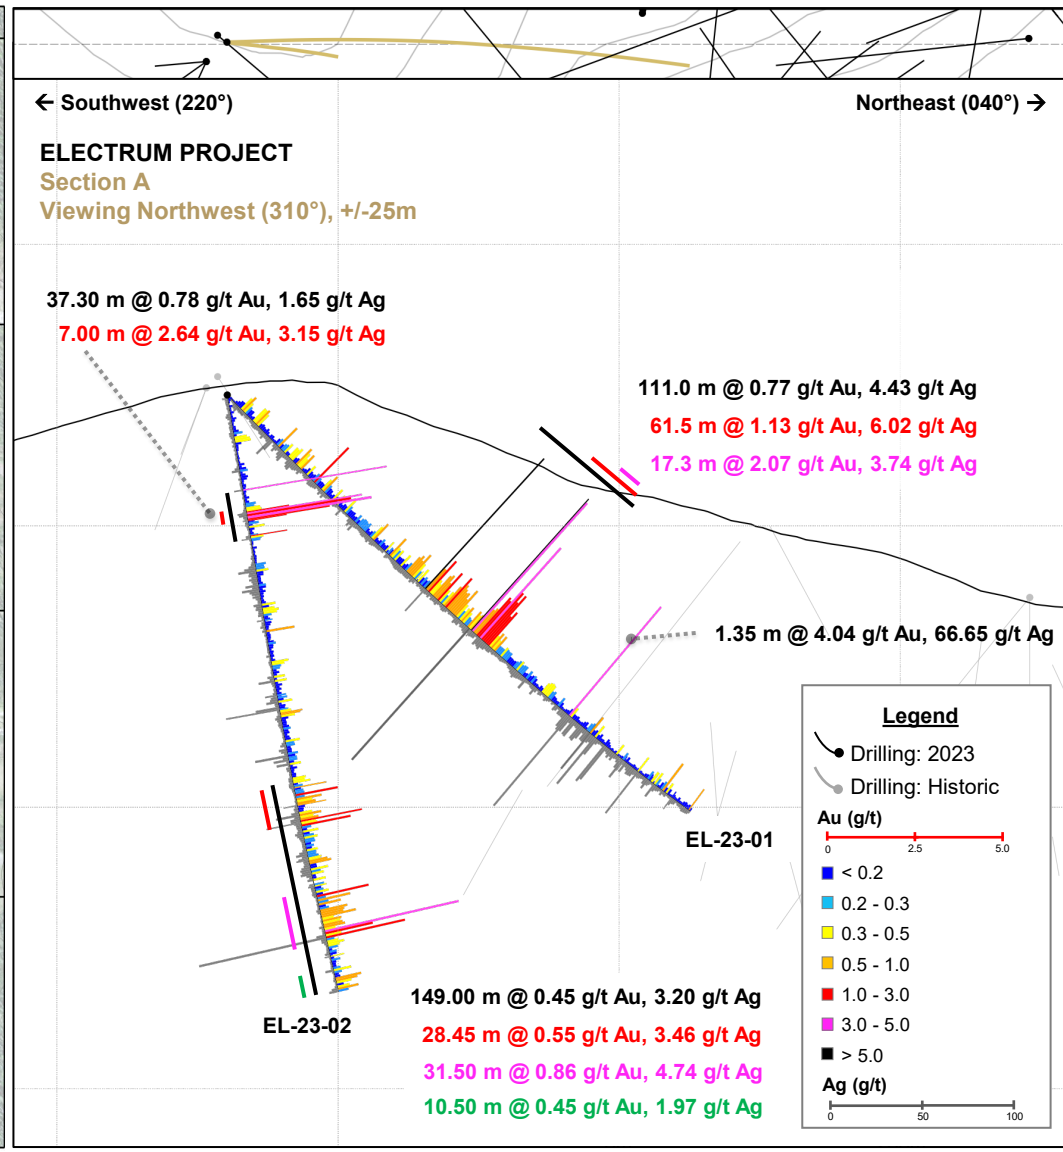 ← Southwest (220°)
Northeast (040°) →
ELECTRUM PROJECT
Section A
Viewing Northwest (310°), +/-25m
37.30 m @ 0.78 g/t Au, 1.65 g/t Ag
7.00 m @ 2.64 g/t Au, 3.15 g/t Ag
111.0 m @ 0.77 g/t Au, 4.43 g/t Ag
61.5 m @ 1.13 g/t Au, 6.02 g/t Ag
17.3 m @ 2.07 g/t Au, 3.74 g/t Ag
1.35 m @ 4.04 g/t Au, 66.65 g/t Ag
EL-23-01
EL-23-02
149.00 m @ 0.45 g/t Au, 3.20 g/t Ag
28.45 m @ 0.55 g/t Au, 3.46 g/t Ag
31.50 m @ 0.86 g/t Au, 4.74 g/t Ag
10.50 m @ 0.45 g/t Au, 1.97 g/t Ag
Legend
Drilling: 2023
Drilling: Historic
Au (g/t)
0 2.5 5.0
< 0.2
0.2 - 0.3
0.3 - 0.5
0.5 - 1.0
1.0 - 3.0
3.0 - 5.0
> 5.0
Ag (g/t)
0 50 100